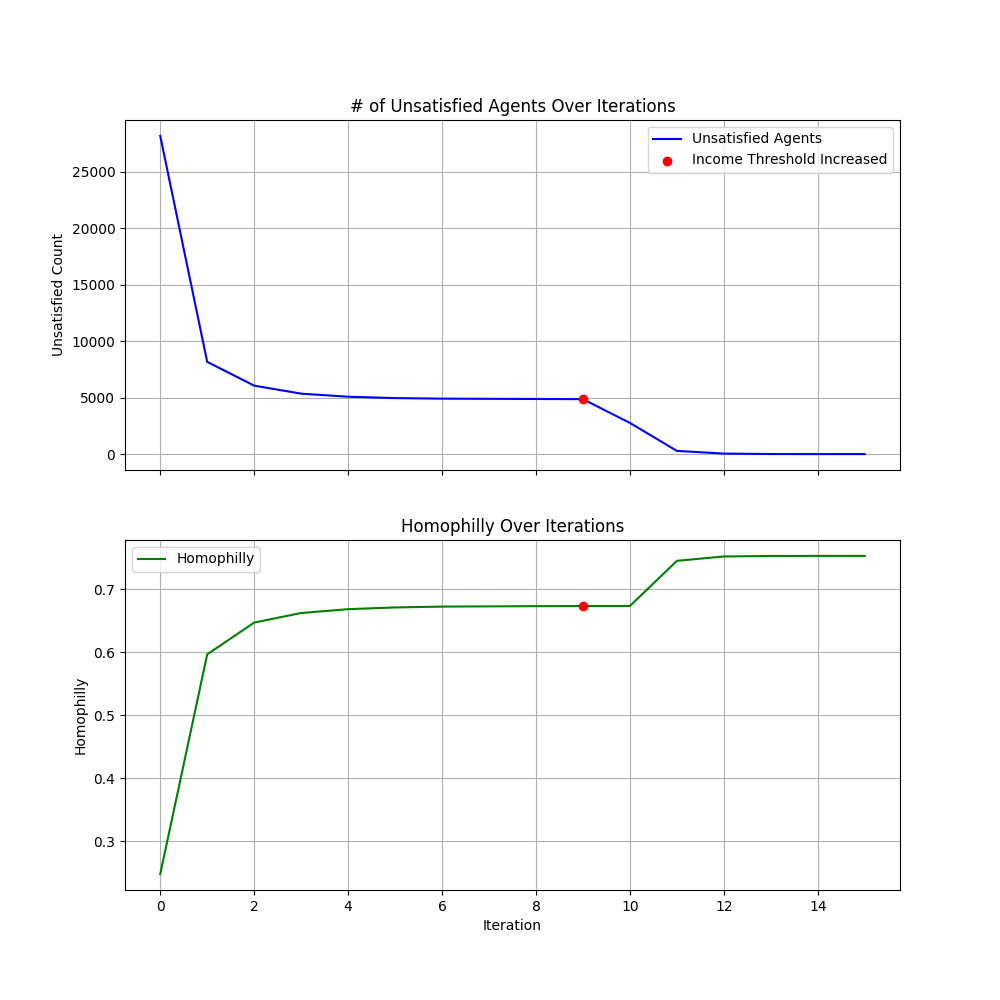 # of Unsatisfied Agents Over Iterations
Unsatisfied Agents
Income Threshold Increased
Unsatisfied Count
25000
20000
15000
10000
5000
0
Homophilly Over Iterations
Homophilly
Homophilly
0.7
0.6
0.5
0.4
0.3
0 2 4 6 8 10 12 14
Iteration